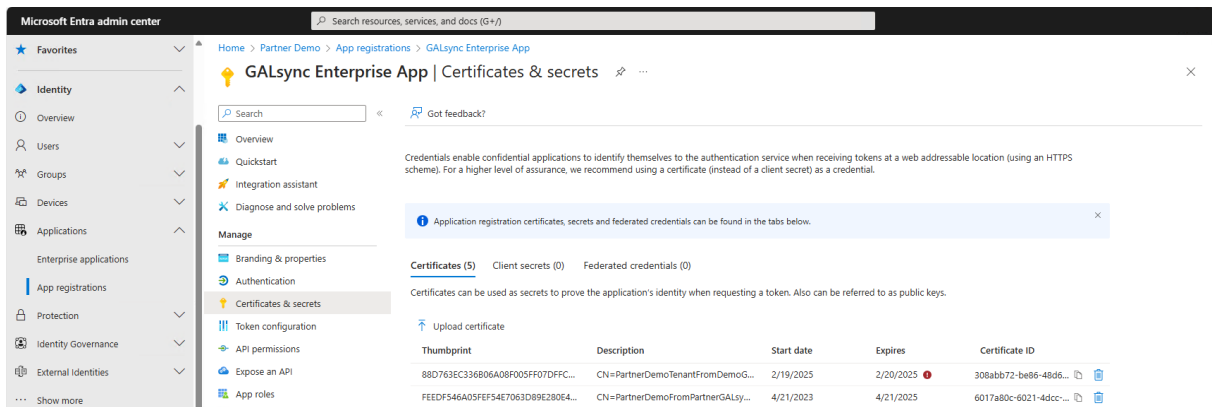 Microsoft Entra admin center
Search resources, services, and docs (G+/)
Favorites
Identity
Overview
Users
Groups
Devices
Applications
Enterprise applications
App registrations
Protection
Identity Governance
External Identities
Show more
Home > Partner Demo > App registrations > GALsync Enterprise App
GALsync Enterprise App | Certificates & secrets
Search
Overview
Quickstart
Integration assistant
Diagnose and solve problems
Manage
Branding & properties
Authentication
Certificates & secrets
Token configuration
API permissions
Expose an API
App roles
Got feedback?
Credentials enable confidential applications to identify themselves to the authentication service when receiving tokens at a web addressable location (using an HTTPS
scheme). For a higher level of assurance, we recommend using a certificate (instead of a client secret) as a credential.
Application registration certificates, secrets and federated credentials can be found in the tabs below.
Certificates (5) Client secrets (0) Federated credentials (0)
Certificates can be used as secrets to prove the application's identity when requesting a token. Also can be referred to as public keys.
Upload certificate
Thumbprint Description Start date Expires Certificate ID
88D763EC336B06A08F005FF07DFFC... CN=PartnerDemoTenantFromDemoG... 2/19/2025 2/20/2025 308abb72-be86-48d6...
FEEDF546A05FEF54E7063D89E280E4... CN=PartnerDemoFromPartnerGALsy... 4/21/2023 4/21/2025 6017a80c-6021-4dcc-...